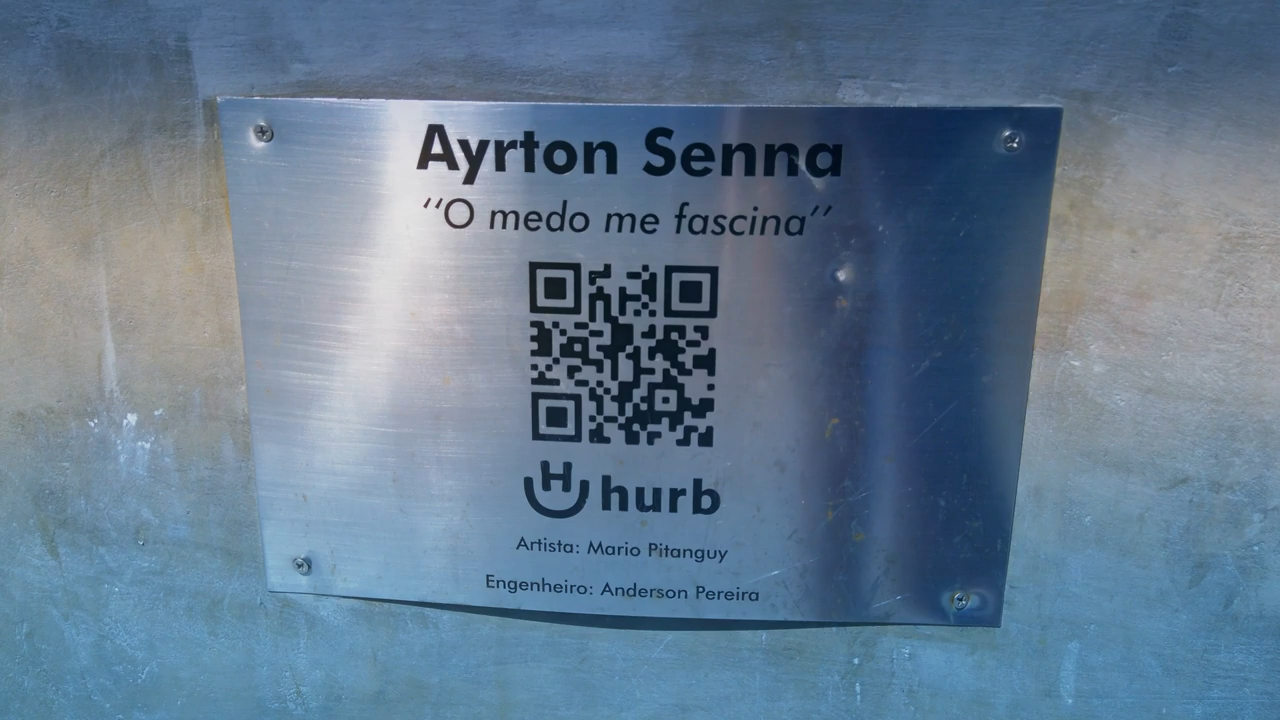 Ayrton Senna
"O medo me fascina"
hurb
Artista: Mario Pitanguy
Engenheiro: Anderson Pereira